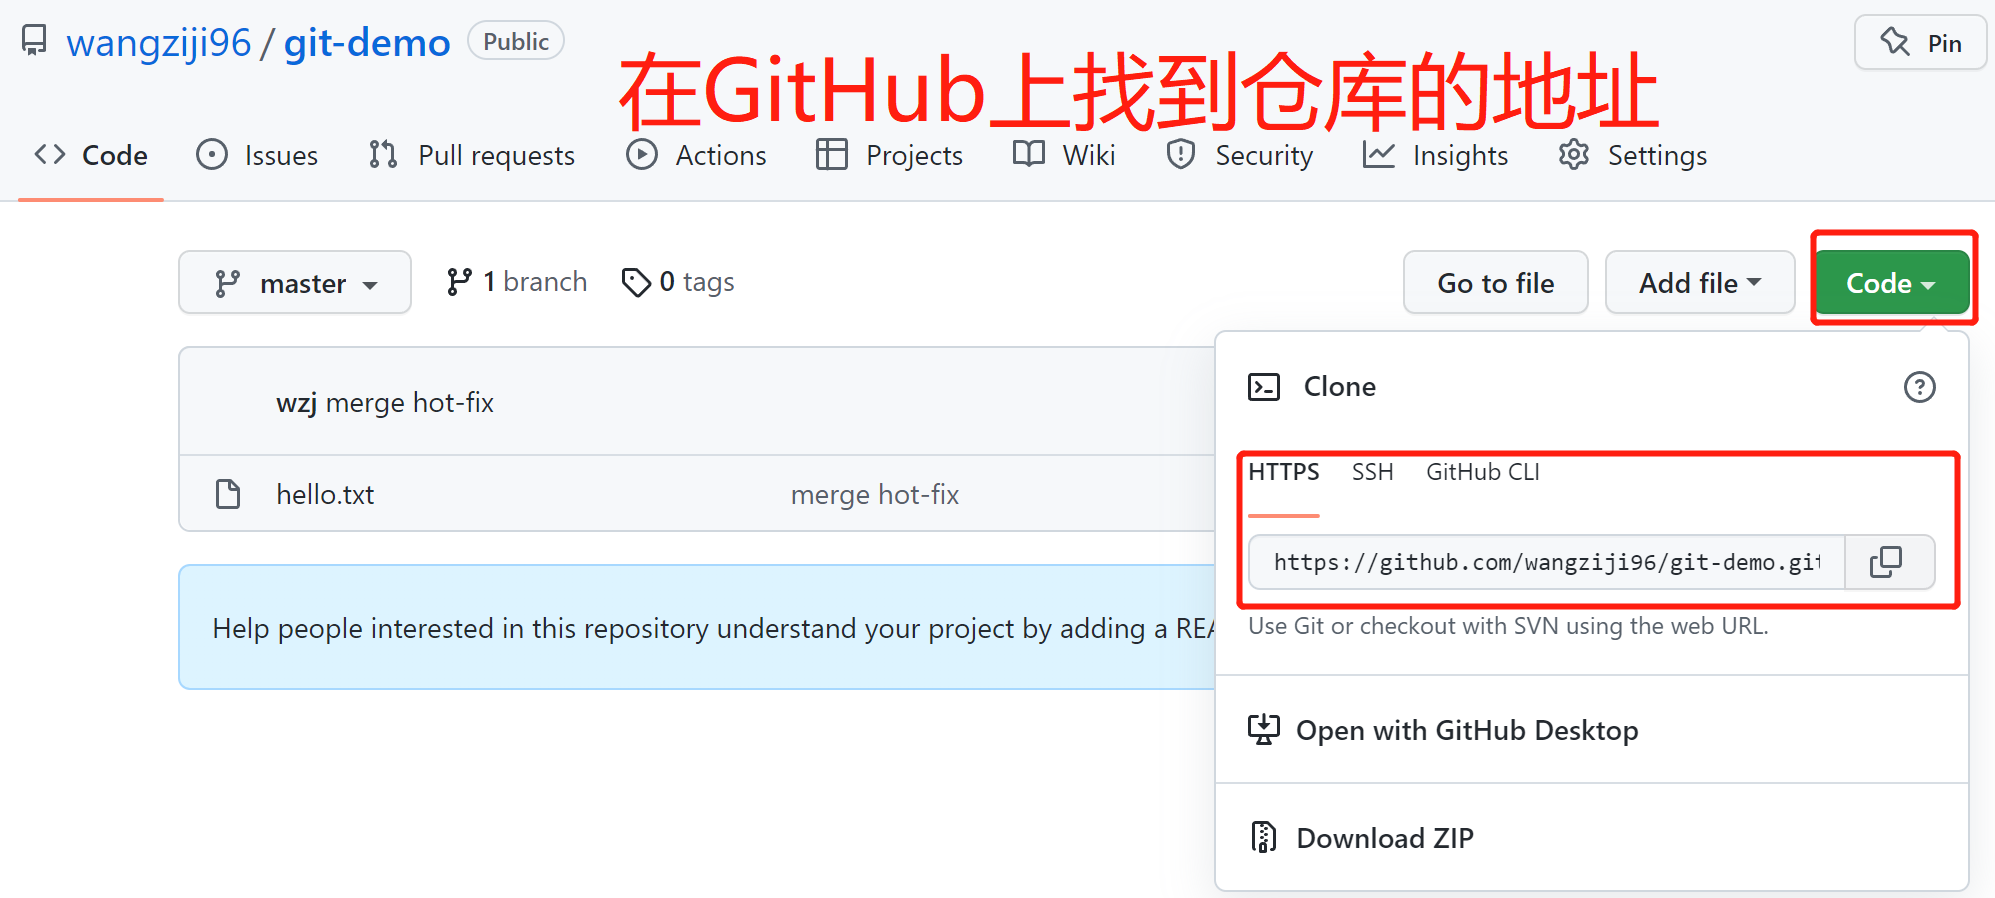 wangziji96 / git-demo Public
Pin
在GitHub上找到仓库的地址
Code Issues Pull requests Actions Projects Wiki Security Insights Settings
master 1 branch 0 tags Go to file Add file Code
Clone
wzj merge hot-fix
HTTPS SSH GitHub CLI
hello.txt merge hot-fix
https://github.com/wangziji96/git-demo.git
Help people interested in this repository understand your project by adding a REA
Use Git or checkout with SVN using the web URL.
Open with GitHub Desktop
Download ZIP